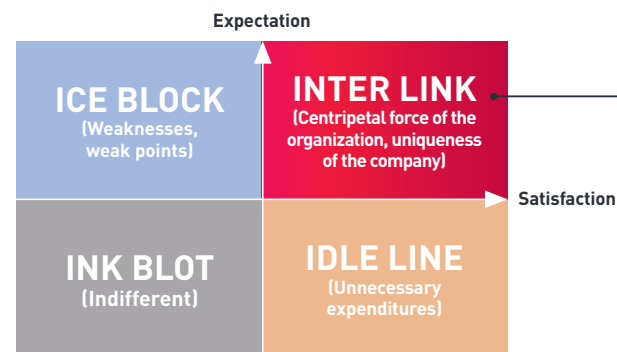 Expectation
ICE BLOCK
(Weaknesses,
weak points)
INTER LINK
(Centripetal force of the
organization, uniqueness
of the company)
Satisfaction
INK BLOT
(Indifferent)
IDLE LINE
(Unnecessary
expenditures)